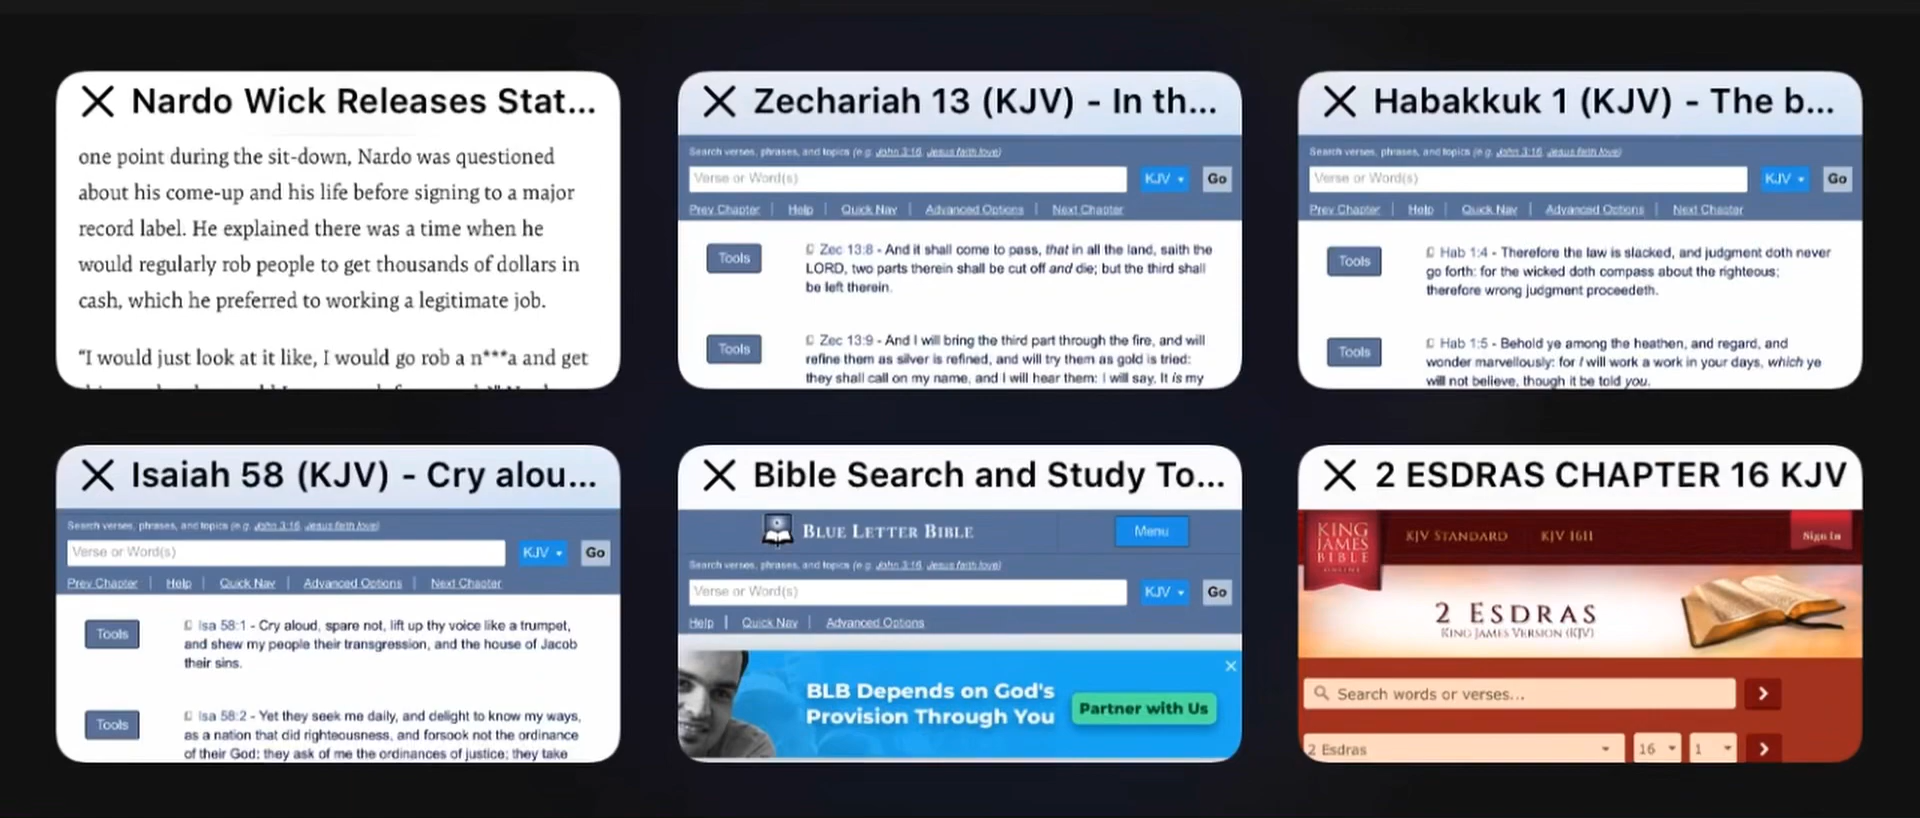 Nardo Wick Releases Stat...
one point during the sit-down, Nardo was questioned
about his come-up and his life before signing to a major
record label. He explained there was a time when he
would regularly rob people to get thousands of dollars in
cash, which he preferred to working a legitimate job.
“I would just look at it like, I would go rob a n***a and get
Zechariah 13 (KJV) - In th...
Search verses, phrases, and topics (e.g. John 3:16, Jesus faith love)
Verse or Word(s)
KJV
Go
Prev Chapter | Help | Quick Nav | Advanced Options | Next Chapter
Tools
Zec 13:8 - And it shall come to pass, that in all the land, saith the
LORD, two parts therein shall be cut off and die; but the third shall
be left therein.
Tools
Zec 13:9 - And I will bring the third part through the fire, and will
refine them as silver is refined, and will try them as gold is tried:
they shall call on my name, and I will hear them: I will say, It is my
Habakkuk 1 (KJV) - The b...
Search verses, phrases, and topics (e.g. John 3:16, Jesus faith love)
Verse or Word(s)
KJV
Go
Prev Chapter | Help | Quick Nav | Advanced Options | Next Chapter
Tools
Hab 1:4 - Therefore the law is slacked, and judgment doth never
go forth: for the wicked doth compass about the righteous;
therefore wrong judgment proceedeth.
Tools
Hab 1:5 - Behold ye among the heathen, and regard, and
wonder marvellously: for I will work a work in your days, which ye
will not believe, though it be told you.
Isaiah 58 (KJV) - Cry alou...
Search verses, phrases, and topics (e.g. John 3:16, Jesus faith love)
Verse or Word(s)
KJV
Go
Prev Chapter | Help | Quick Nav | Advanced Options | Next Chapter
Tools
Isa 58:1 - Cry aloud, spare not, lift up thy voice like a trumpet,
and shew my people their transgression, and the house of Jacob
their sins.
Tools
Isa 58:2 - Yet they seek me daily, and delight to know my ways,
as a nation that did righteousness, and forsook not the ordinance
of their God: they ask of me the ordinances of justice; they take
Bible Search and Study To...
BLUE LETTER BIBLE
Menu
Search verses, phrases, and topics (e.g. John 3:16, Jesus faith love)
Verse or Word(s)
KJV
Go
Help | Quick Nav | Advanced Options
BLB Depends on God's
Provision Through You
Partner with Us
2 ESDRAS CHAPTER 16 KJV
KING
JAMES
BIBLE
ONLINE
KJV STANDARD
KJV 1611
Sign In
2 ESDRAS
KING JAMES VERSION (KJV)
Search words or verses...
2 Esdras
16
1